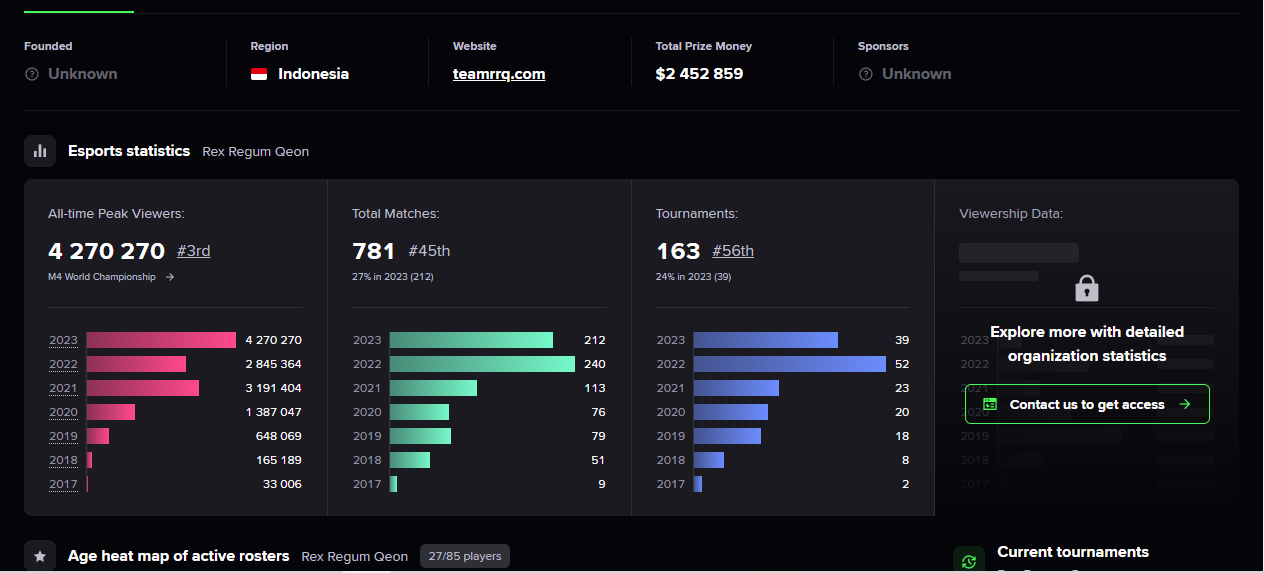 Founded
Unknown
Region
Indonesia
Website
teamrrq.com
Total Prize Money
$2 452 859
Sponsors
Unknown
Esports statistics Rex Regum Qeon
All-time Peak Viewers:
4 270 270 #3rd
M4 World Championship →
2023 4 270 270
2022 2 845 364
2021 3 191 404
2020 1 387 047
2019 648 069
2018 165 189
2017 33 006
Total Matches:
781 #45th
27% in 2023 (212)
2023 212
2022 240
2021 113
2020 76
2019 79
2018 51
2017 9
Tournaments:
163 #56th
24% in 2023 (39)
2023 39
2022 52
2021 23
2020 20
2019 18
2018 8
2017 2
Viewership Data:
Explore more with detailed
organization statistics
Contact us to get access →
2023
2022
2021
2020
2019
2018
2017
Age heat map of active rosters Rex Regum Qeon 27/85 players
Current tournaments